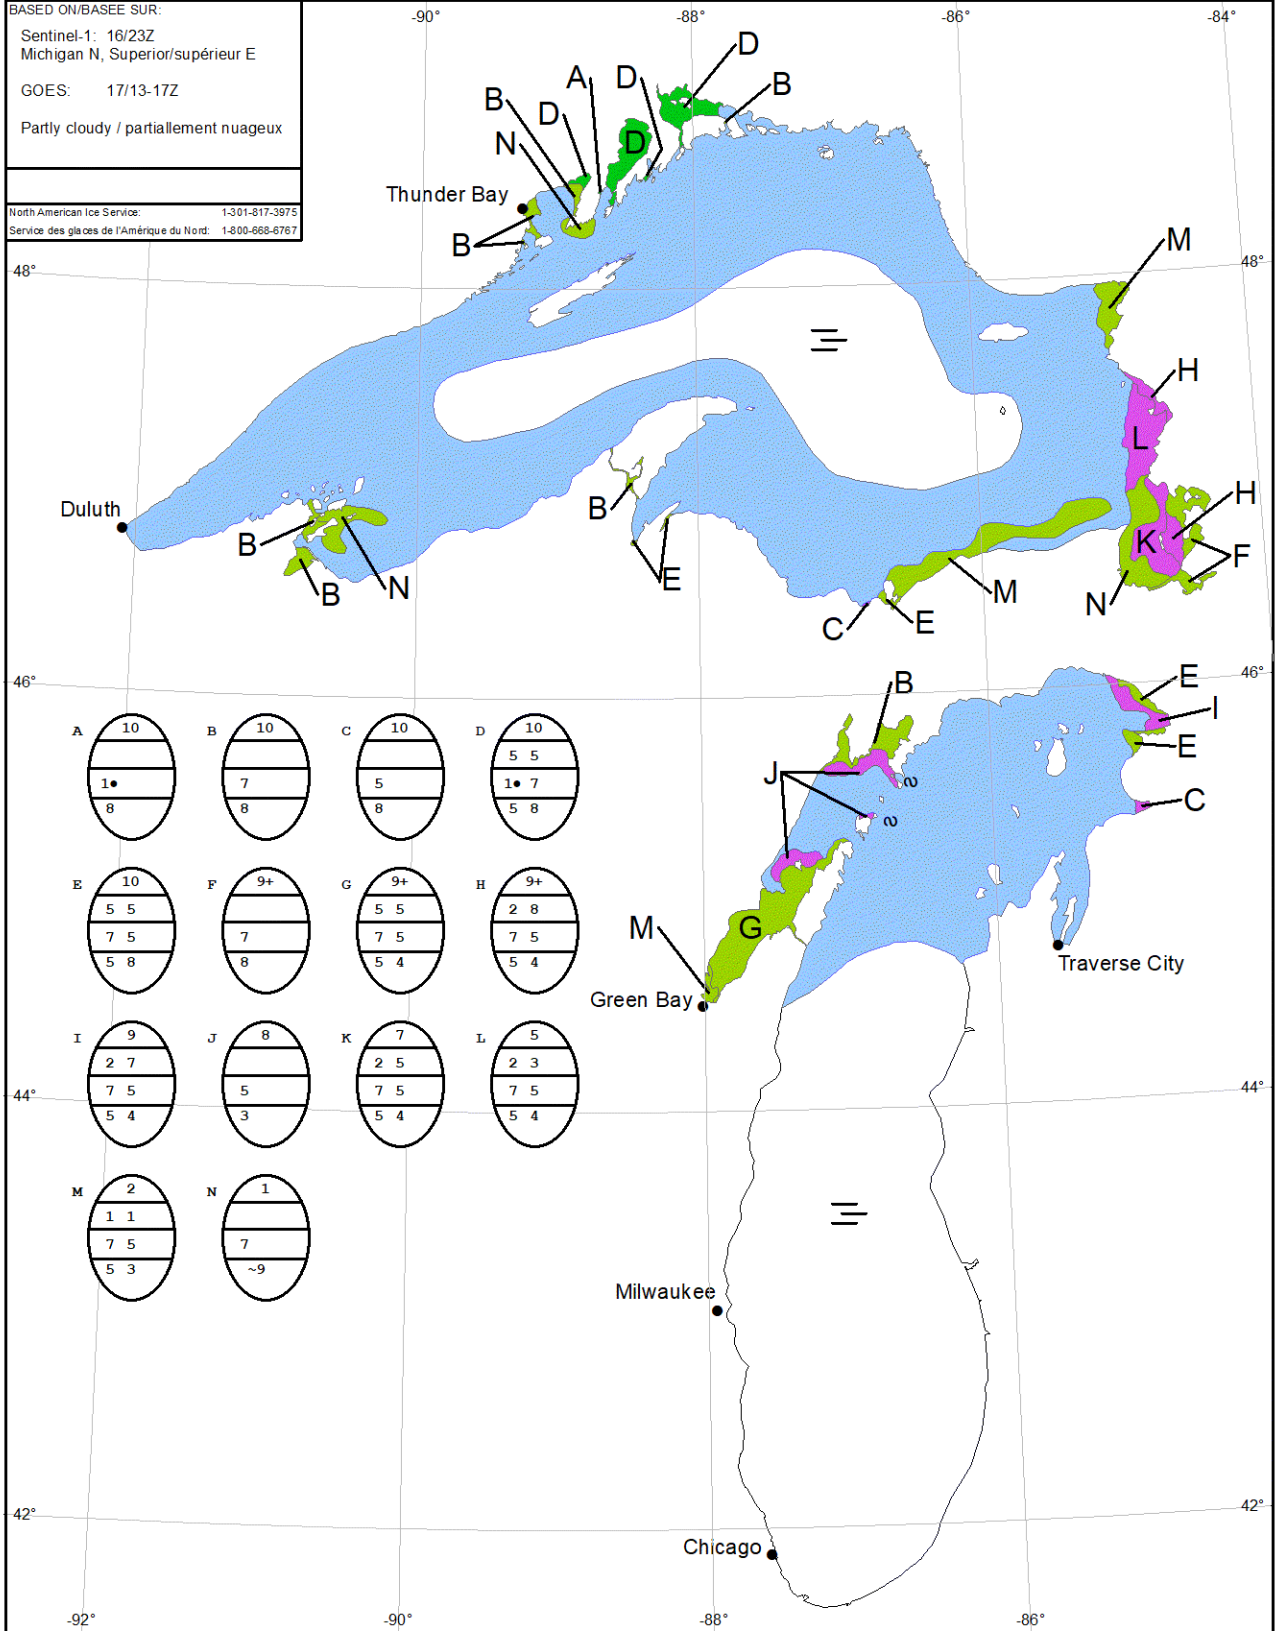 BASED ON/BASEE SUR:
Sentinel-1: 16/23Z
Michigan N, Superior/supérieur E
GOES: 17/13-17Z
Partly cloudy / partiallement nuageux
North American Ice Service: 1-301-817-3975
Service des glaces de l'Amérique du Nord: 1-800-668-6767
-90° -88° -86° -84°
D
A D B
B D
N D
Thunder Bay
B
M
48° 48°
H
L
Duluth
B H
B
K F
E
B N M N
C E
46° 46°
B E
I
E
J
C
G
M
Traverse City
Green Bay
44° 44°
Milwaukee
42° 42°
Chicago
-92° -90° -88° -86°
A 10
1•
8
B 10
7
8
C 10
5
8
D 10
5 5
1• 7
5 8
E 10
5 5
7 5
5 8
F 9+
7
8
G 9+
5 5
7 5
5 4
H 9+
2 8
7 5
5 4
I 9
2 7
7 5
5 4
J 8
5
3
K 7
2 5
7 5
5 4
L 5
2 3
7 5
5 4
M 2
1 1
7 5
5 3
N 1
7
~9